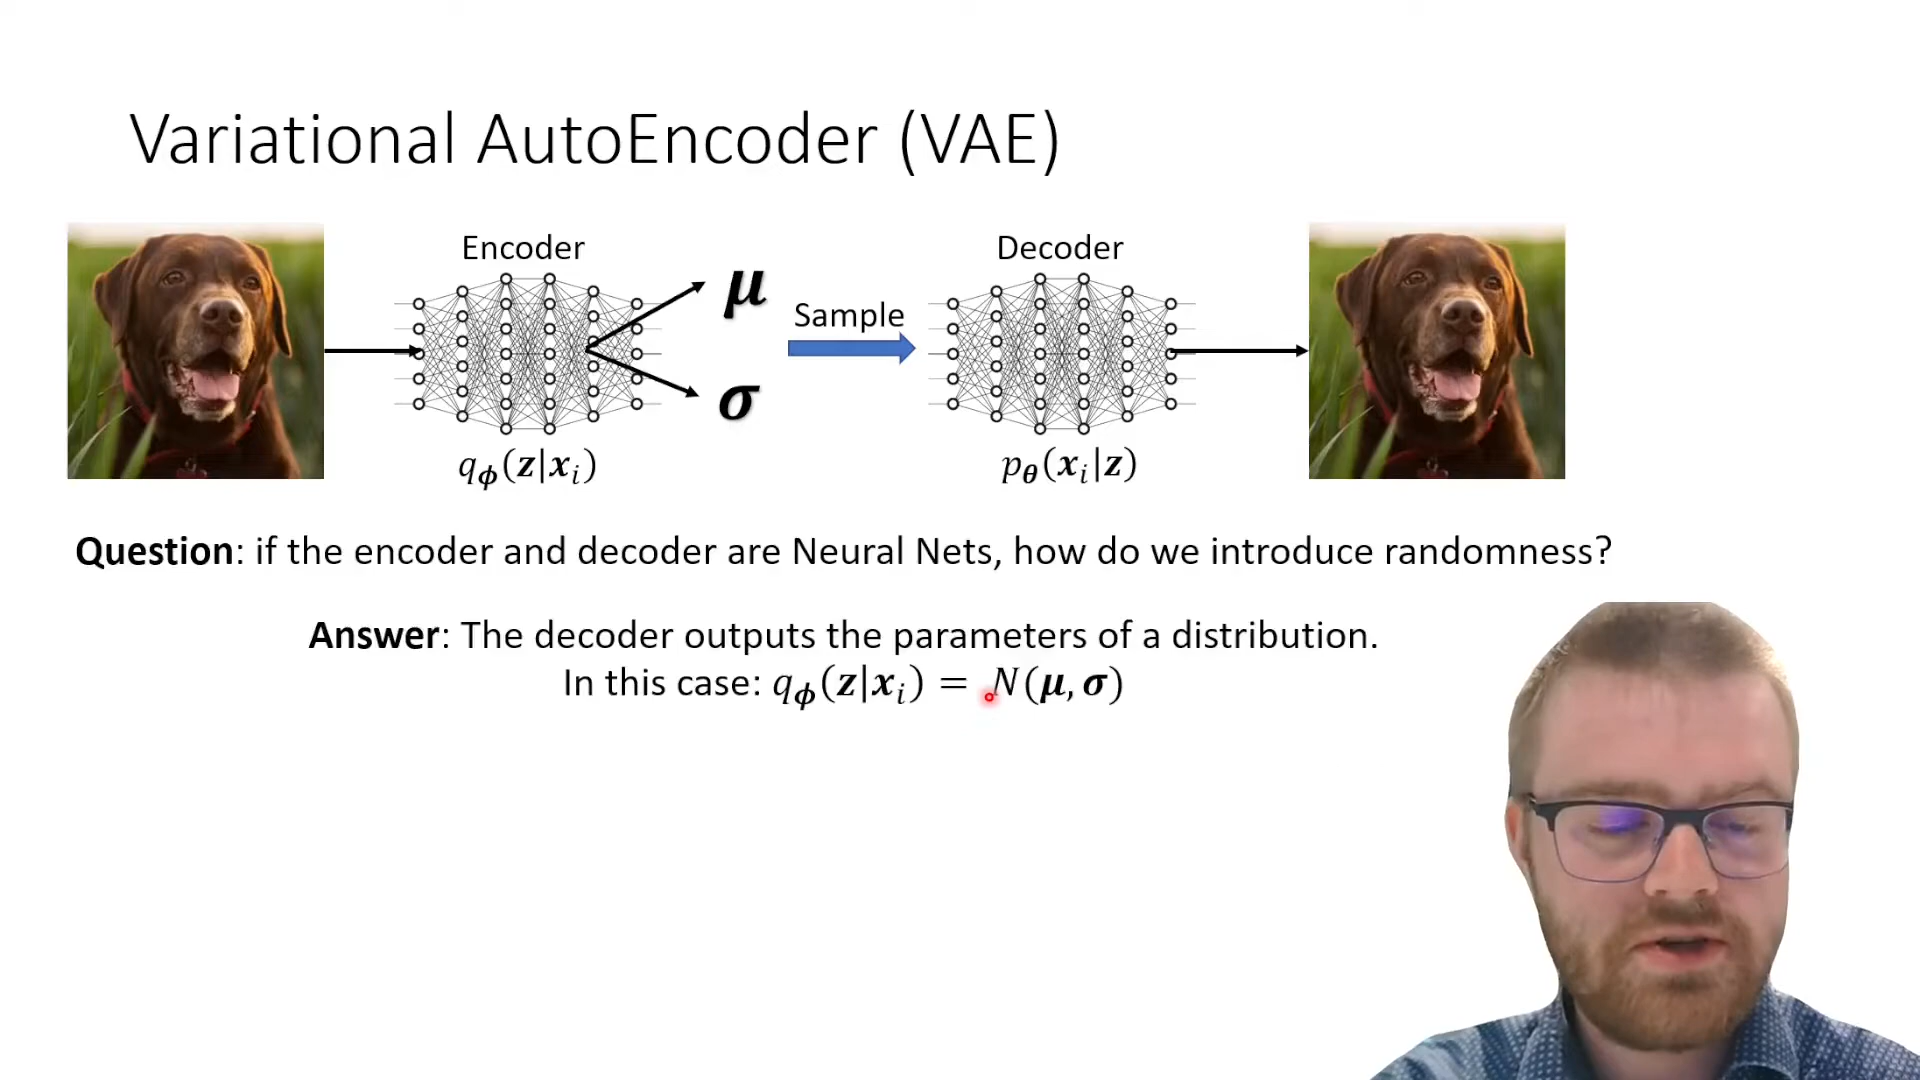 Variational AutoEncoder (VAE)
Encoder
μ
σ
Sample
Decoder
qϕ(z|xᵢ)
pθ(xᵢ|z)
Question: if the encoder and decoder are Neural Nets, how do we introduce randomness?
Answer: The decoder outputs the parameters of a distribution.
In this case: qϕ(z|xᵢ) = N(μ, σ)